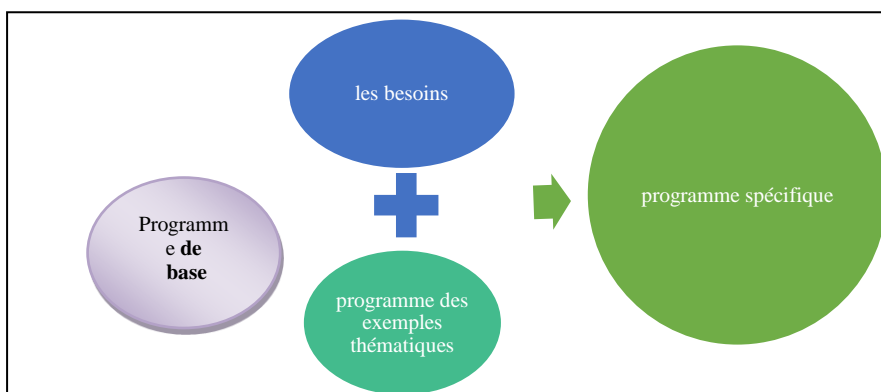 les besoins
Programm
e de
base
programme des
exemples
thématiques
programme spécifique